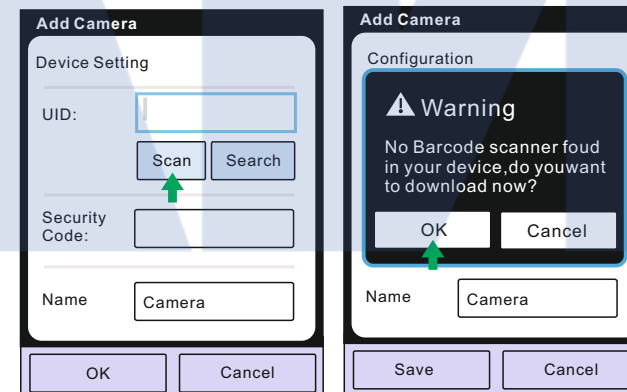 Add Camera
Device Setting
UID:
Scan
Search
Security
Code:
Name
Camera
OK
Cancel
Add Camera
Configuration
Warning
No Barcode scanner foud
in your device,do youwant
to download now?
OK
Cancel
Name
Camera
Save
Cancel